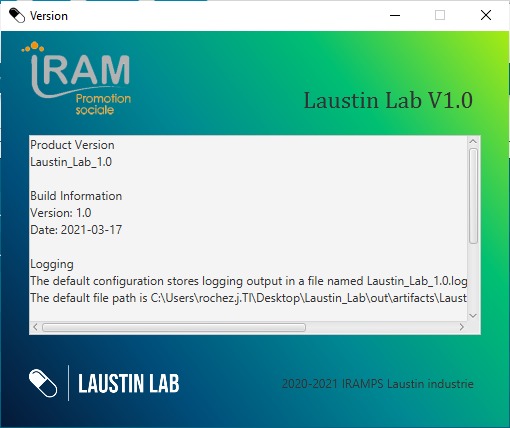 Version
IRAM
Promotion
sociale
Laustin Lab V1.0
Product Version
Laustin_Lab_1.0
Build Information
Version: 1.0
Date: 2021-03-17
Logging
The default configuration stores logging output in a file named Laustin_Lab_1.0.log
The default file path is C:\Users\rochez.j.TI\Desktop\Laustin_Lab\out\artifacts\Laust
LAUSTIN LAB
2020-2021 IRAMPS Laustin industrie